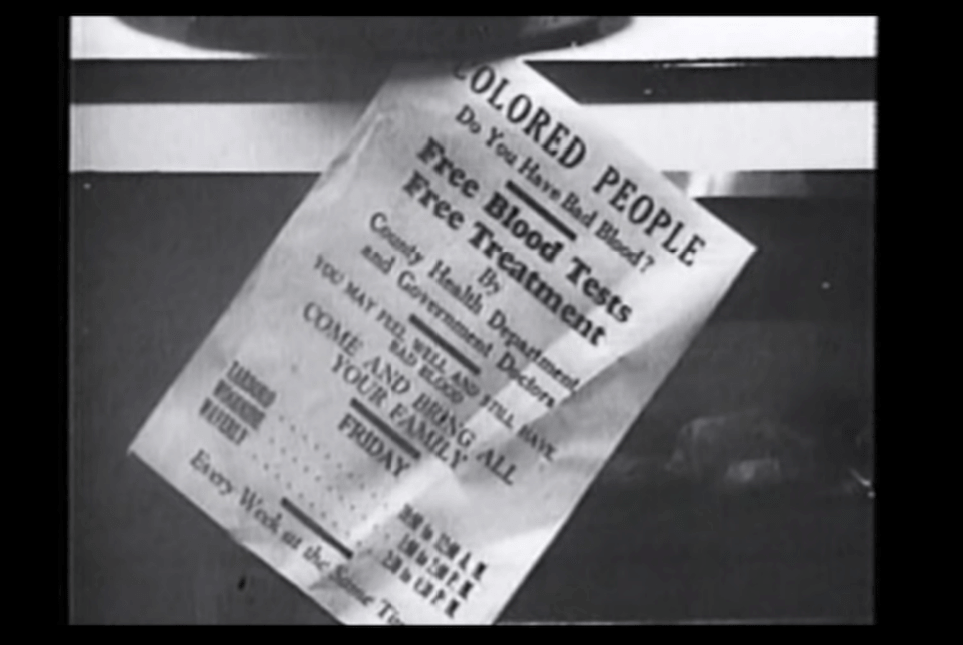 COLORED PEOPLE
Do You Have Bad Blood?
Free Blood Tests
Free Treatment
By
County Health Department
and Government Doctors
YOU MAY FEEL WELL AND STILL HAVE
BAD BLOOD
COME AND BRING ALL
YOUR FAMILY
FRIDAY
WAVERLY
Every Week at the Same